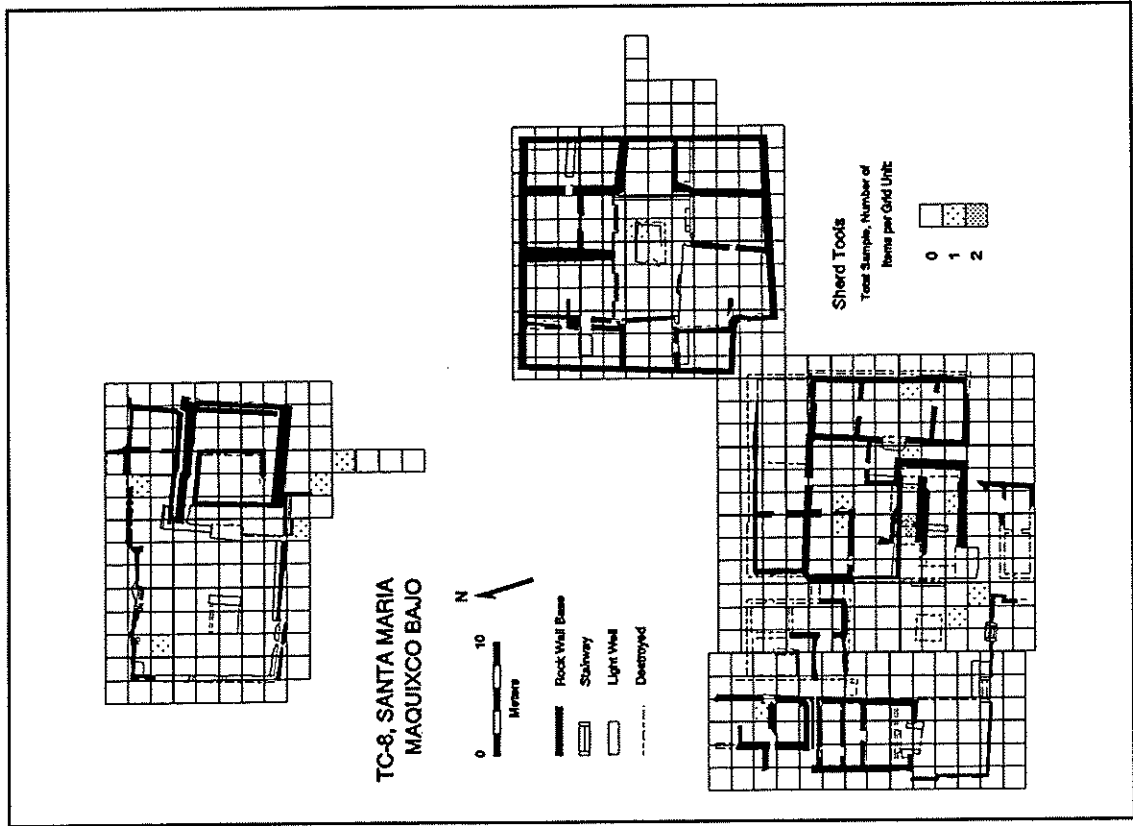 TC-8, SANTA MARIA
MAQUIXCO BAJO
N
0 10
Meters
Rock Wall Base
Stairway
Light Well
Destroyed
Sherd Tools
Total Sample, Number of
Items per Grid Unit:
0
1
2